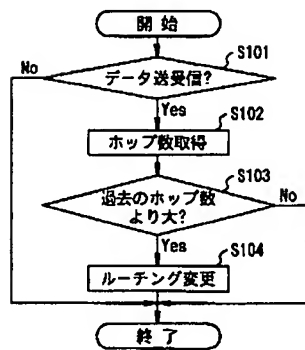 開始
S101
No
データ送受信?
Yes
S102
ホップ数取得
S103
過去のホップ数
より大?
No
Yes
S104
ルーチング変更
終了